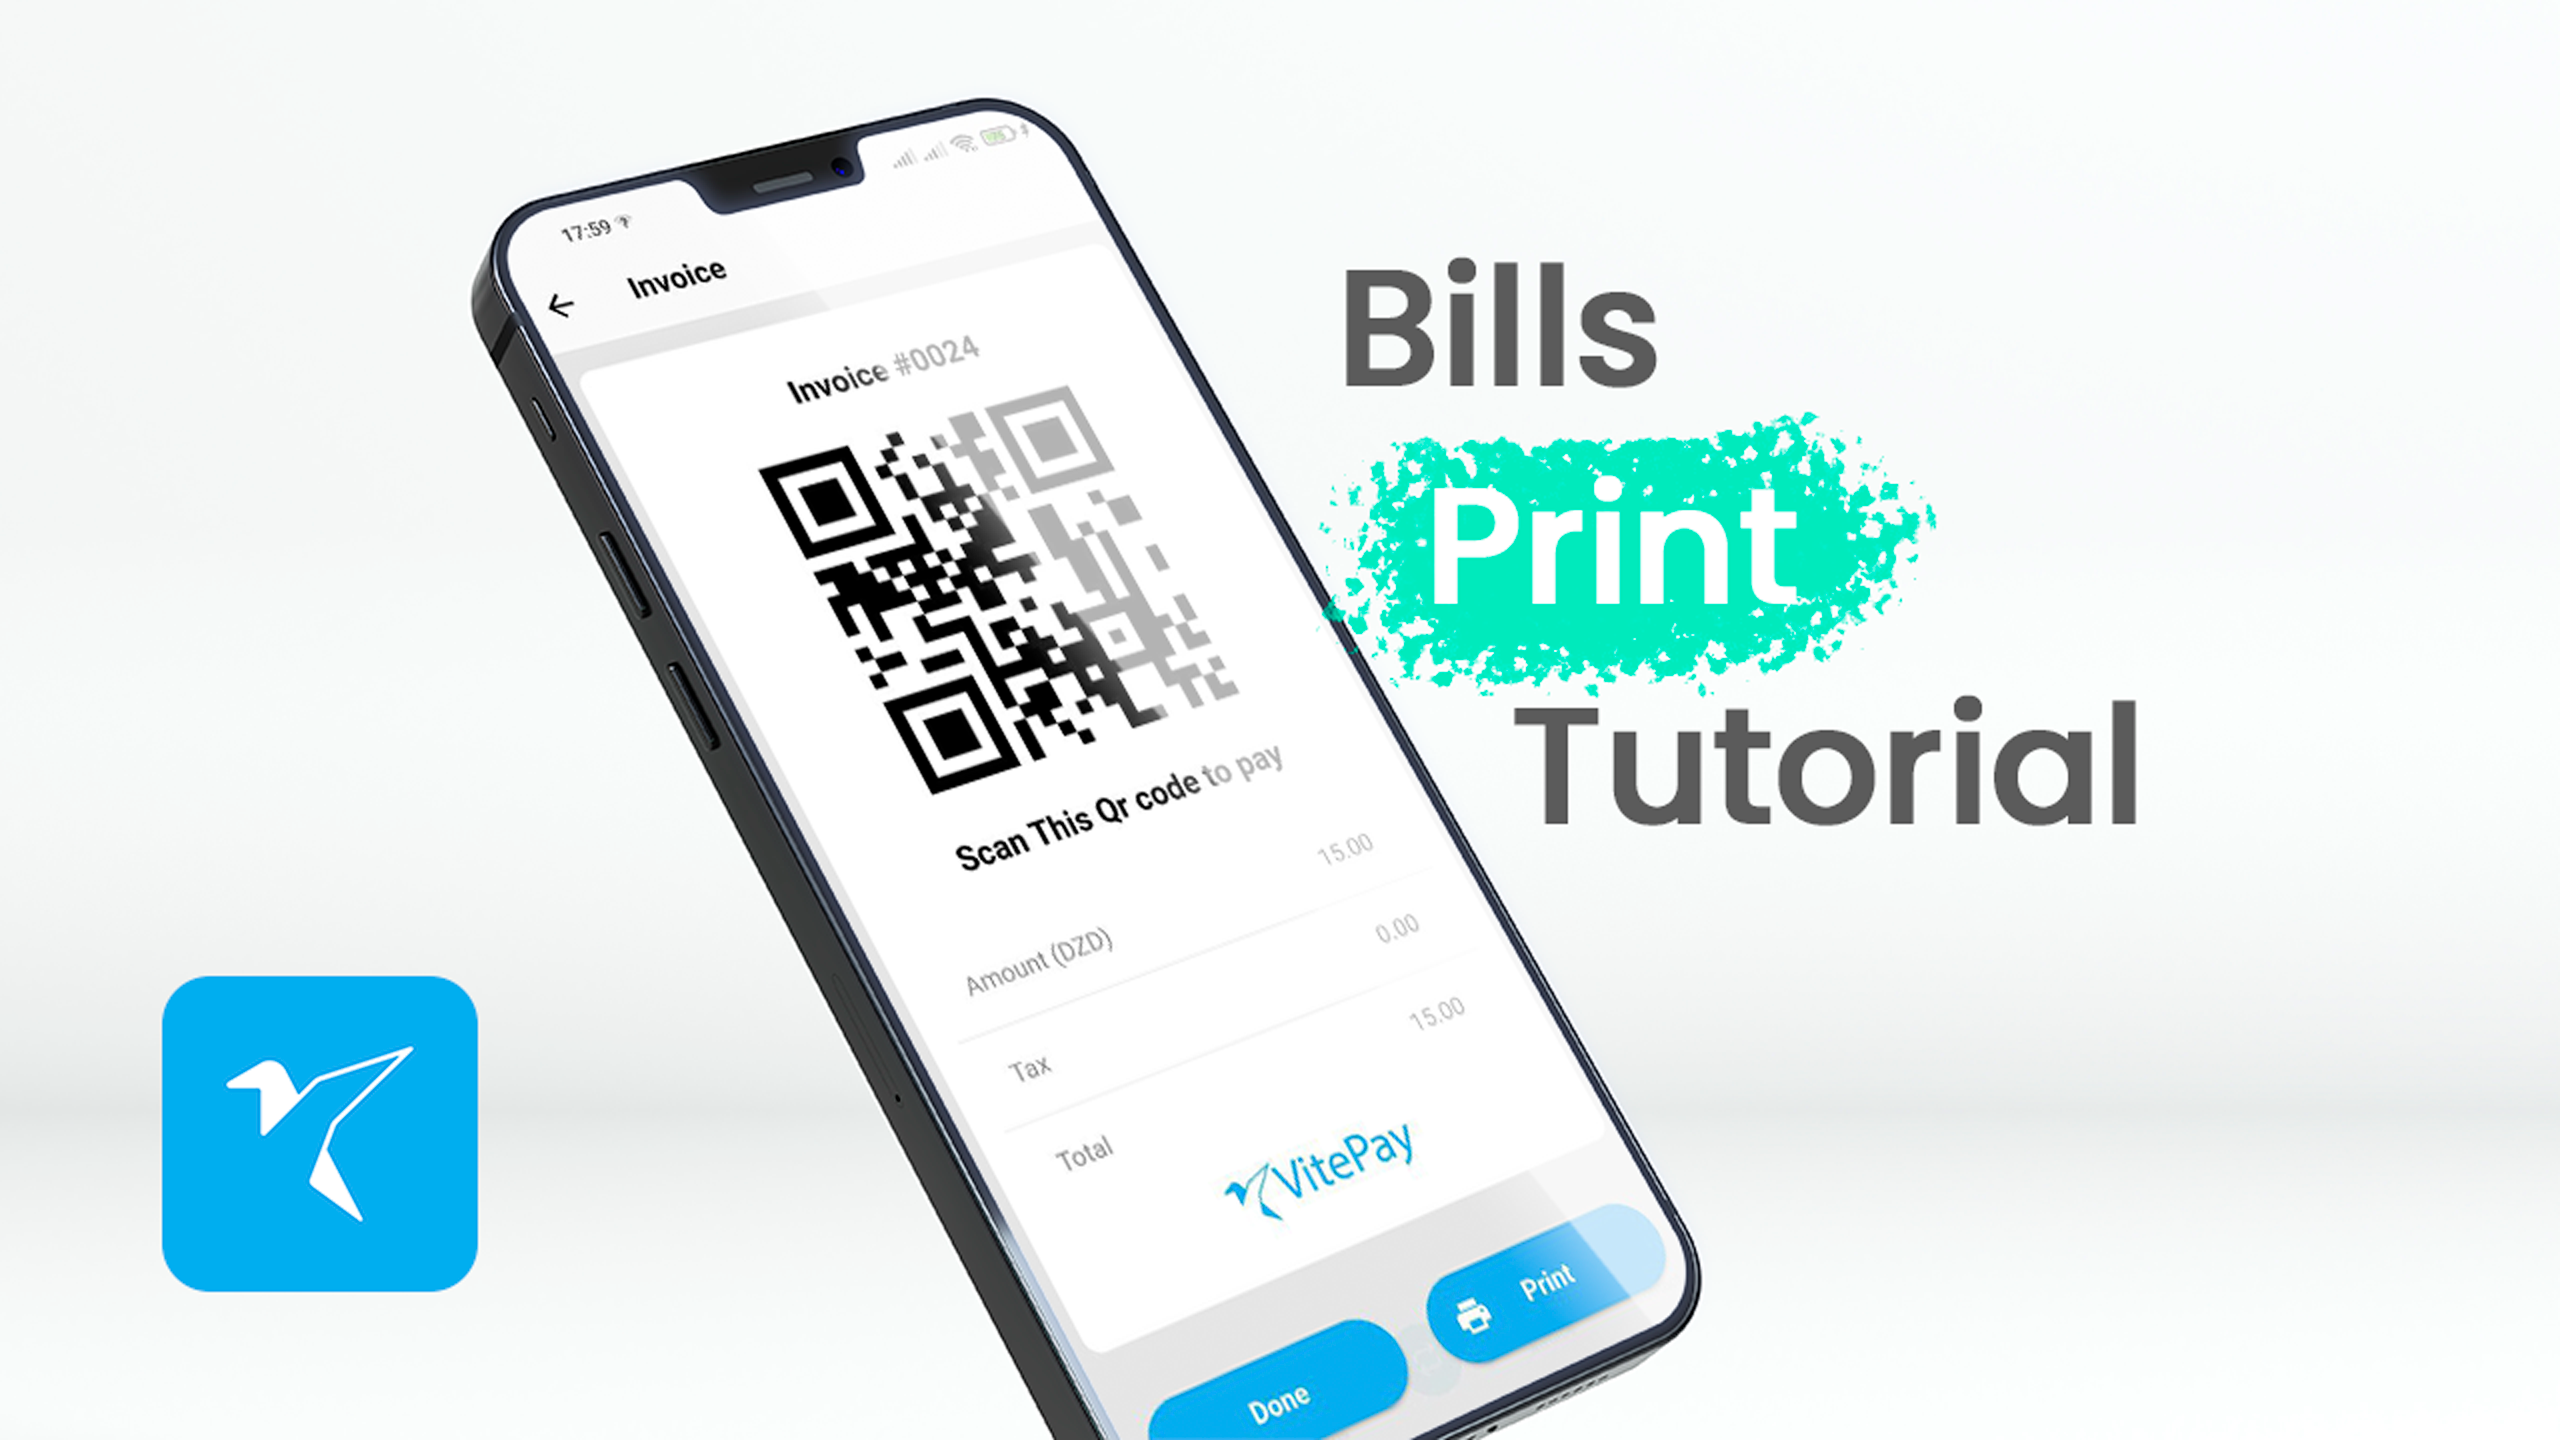 17:59
Invoice
Invoice #0024
Scan This Qr code to pay
Amount (DZD) 15.00
Tax 0.00
Total 15.00
VitePay
Done
Print
Bills
Print
Tutorial